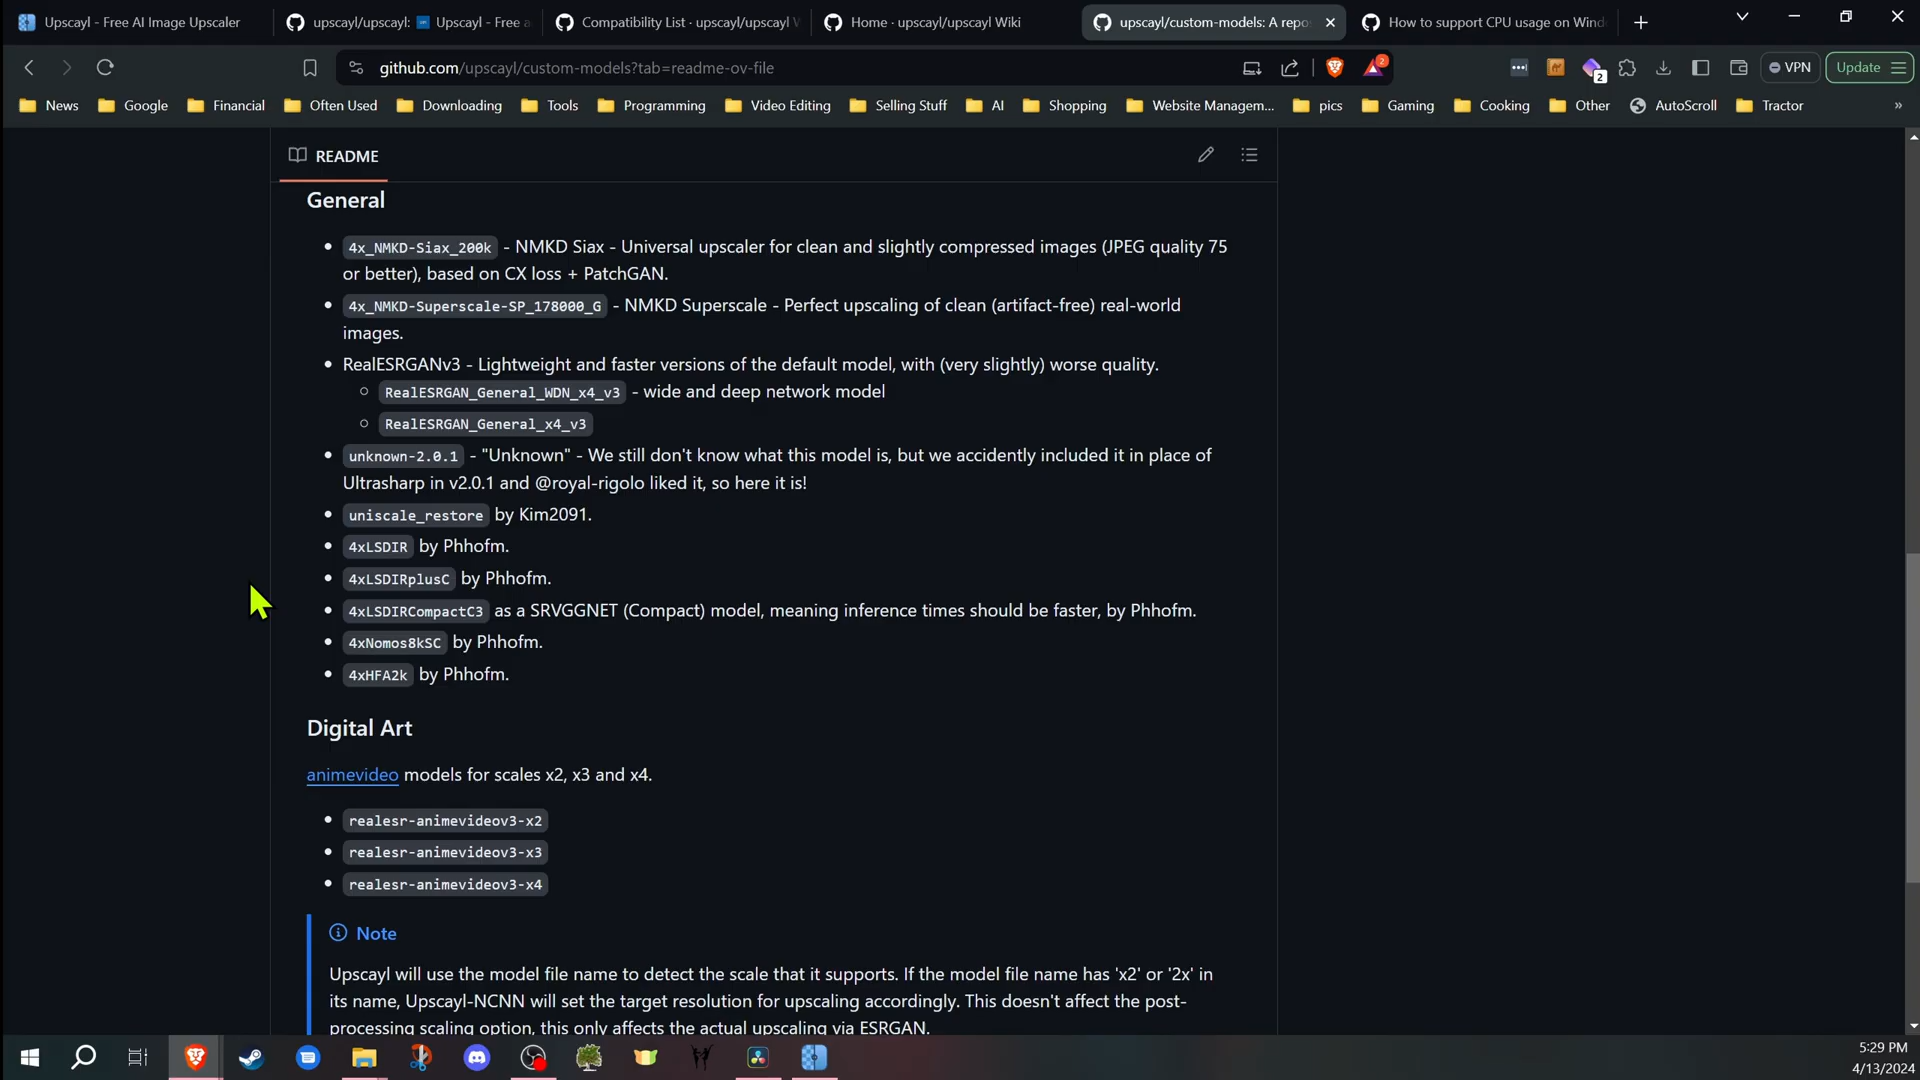 Upscayl - Free AI Image Upscaler
upscayl/upscayl: Upscayl - Free a
Compatibility List · upscayl/upscayl W
Home · upscayl/upscayl Wiki
upscayl/custom-models: A repo
How to support CPU usage on Wind
github.com/upscayl/custom-models?tab=readme-ov-file
2
2
VPN
Update
News
Google
Financial
Often Used
Downloading
Tools
Programming
Video Editing
Selling Stuff
AI
Shopping
Website Managem...
pics
Gaming
Cooking
Other
AutoScroll
Tractor
»
README
General
4x_NMKD-Siax_200k - NMKD Siax - Universal upscaler for clean and slightly compressed images (JPEG quality 75
or better), based on CX loss + PatchGAN.
4x_NMKD-Superscale-SP_178000_G - NMKD Superscale - Perfect upscaling of clean (artifact-free) real-world
images.
RealESRGANv3 - Lightweight and faster versions of the default model, with (very slightly) worse quality.
RealESRGAN_General_WDN_x4_v3 - wide and deep network model
RealESRGAN_General_x4_v3
unknown-2.0.1 - "Unknown" - We still don't know what this model is, but we accidently included it in place of
Ultrasharp in v2.0.1 and @royal-rigolo liked it, so here it is!
uniscale_restore by Kim2091.
4xLSDIR by Phhofm.
4xLSDIRplusC by Phhofm.
4xLSDIRCompactC3 as a SRVGGNET (Compact) model, meaning inference times should be faster, by Phhofm.
4xNomos8kSC by Phhofm.
4xHFA2k by Phhofm.
Digital Art
animevideo models for scales x2, x3 and x4.
realesr-animevideov3-x2
realesr-animevideov3-x3
realesr-animevideov3-x4
Note
Upscayl will use the model file name to detect the scale that it supports. If the model file name has 'x2' or '2x' in
its name, Upscayl-NCNN will set the target resolution for upscaling accordingly. This doesn't affect the post-
processing scaling option, this only affects the actual upscaling via ESRGAN.
5:29 PM
4/13/2024